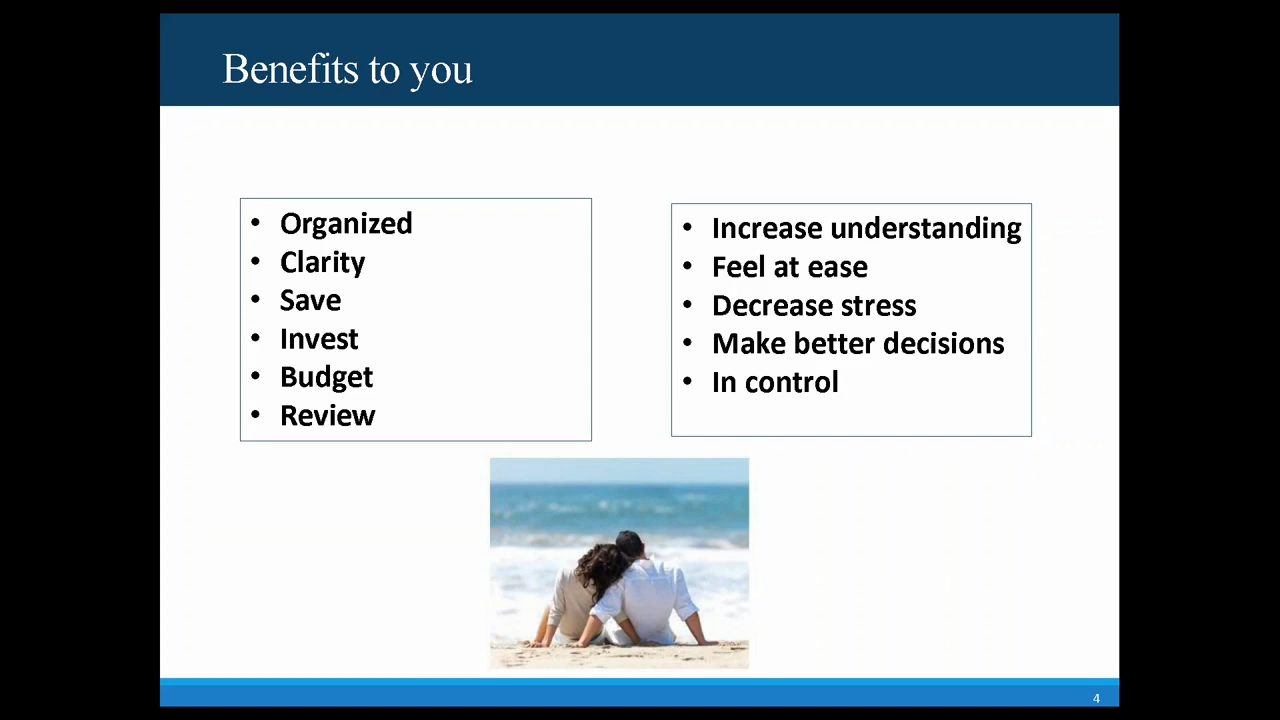 Benefits to you
• Organized
• Clarity
• Save
• Invest
• Budget
• Review
• Increase understanding
• Feel at ease
• Decrease stress
• Make better decisions
• In control
4